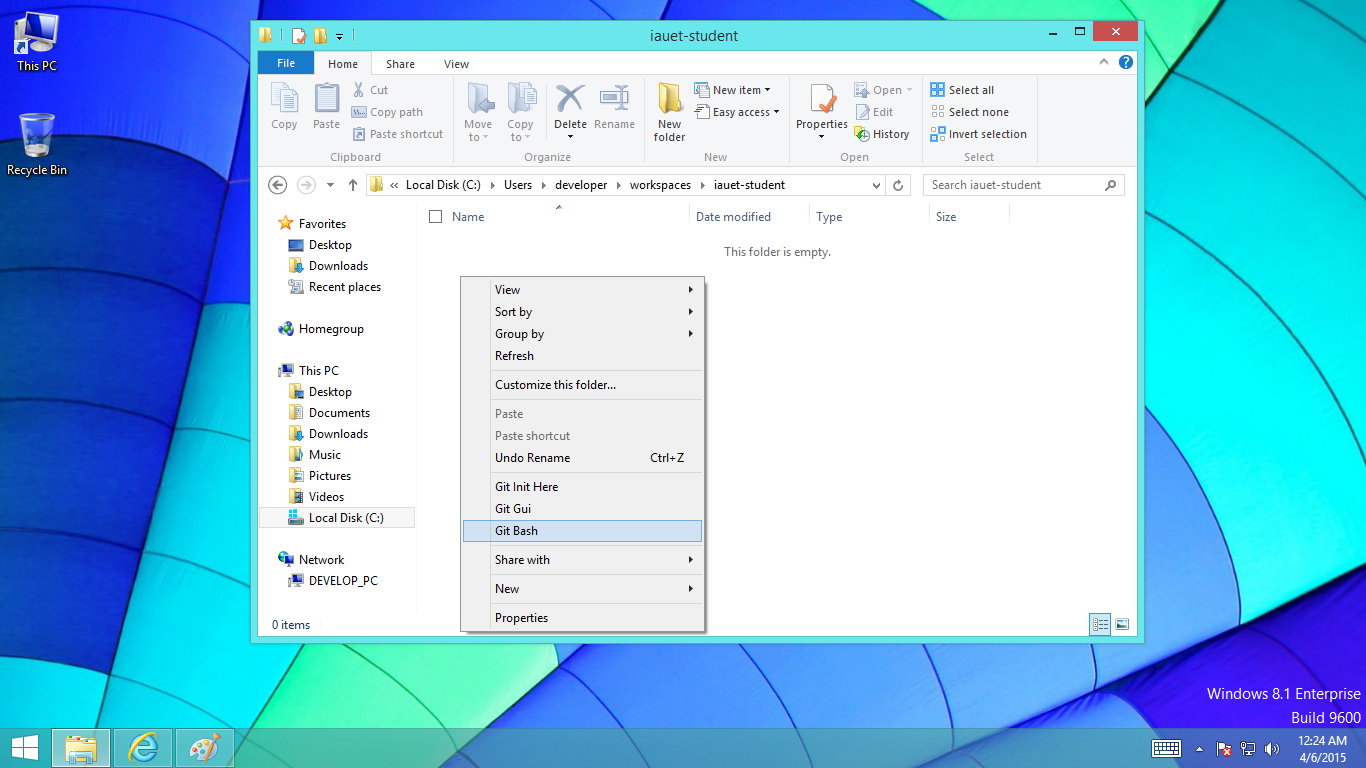 This PC
Recycle Bin
iauet-student
File
Home
Share
View
Copy
Paste
Cut
Copy path
Paste shortcut
Clipboard
Move to
Copy to
Delete
Rename
Organize
New folder
New item
Easy access
New
Properties
Open
Edit
History
Open
Select all
Select none
Invert selection
Select
« Local Disk (C:) Users developer workspaces iauet-student
Search iauet-student
Favorites
Desktop
Downloads
Recent places
Homegroup
This PC
Desktop
Documents
Downloads
Music
Pictures
Videos
Local Disk (C:)
Network
DEVELOP_PC
Name Date modified Type Size
This folder is empty.
View
Sort by
Group by
Refresh
Customize this folder...
Paste
Paste shortcut
Undo Rename Ctrl+Z
Git Init Here
Git Gui
Git Bash
Share with
New
Properties
0 items
Windows 8.1 Enterprise
Build 9600
12:24 AM
4/6/2015